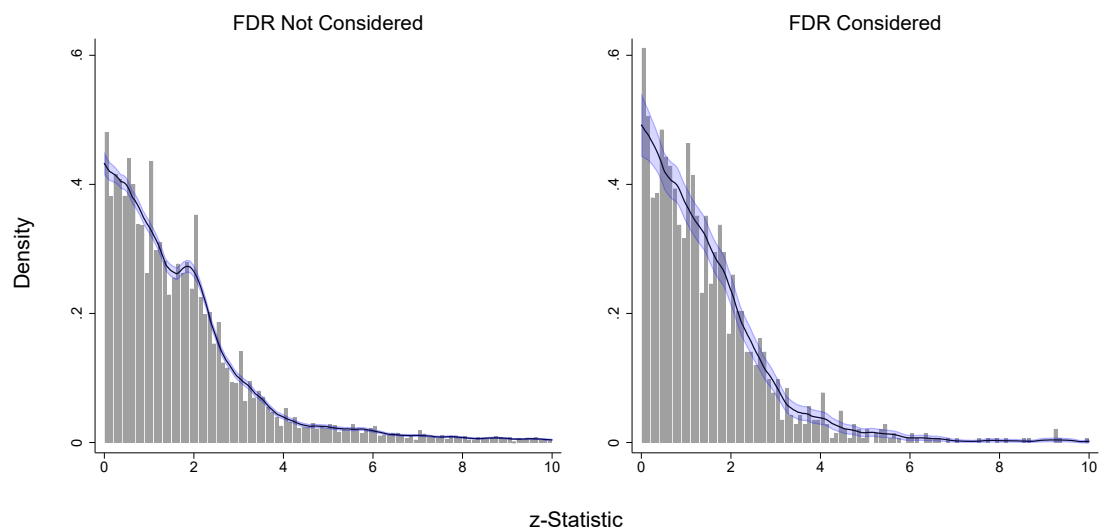 FDR Not Considered
FDR Considered
Density
.6
.4
.2
0
0 2 4 6 8 10
.6
.4
.2
0
0 2 4 6 8 10
z-Statistic